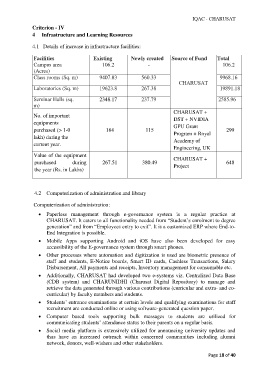 IQAC - CHARUSAT
Criterion - IV
4 Infrastructure and Learning Resources
4.1 Details of increase in infrastructure facilities:
Facilities Existing Newly created Source of Fund Total
Campus area (Acres) 106.2 - CHARUSAT 106.2
Class rooms (Sq. m) 9407.83 560.33 9968.16
Laboratories (Sq. m) 19623.8 267.38 19891.18
Seminar Halls (sq. m) 2348.17 237.79 2585.96
No. of important equipments purchased (> 1-0 lakh) during the current year. 184 115 CHARUSAT + DST + NVIDIA GPU Grant Program + Royal Academy of Engineering, UK 299
Value of the equipment purchased during the year (Rs. in Lakhs) 267.51 380.49 CHARUSAT + Project 648
4.2 Computerization of administration and library
Computerization of administration:
• Paperless management through e-governance system is a regular practice at
CHARUSAT. It caters to all functionality needed from "Student's enrolment to degree
generation" and from "Employees entry to exit". It is a customized ERP where End-to-
End Integration is possible.
• Mobile Apps supporting Android and iOS have also been developed for easy
accessibility of the E-governance system through smart phones.
• Other processes where automation and digitization is used are biometric presence of
staff and students, E-Notice boards, Smart ID cards, Cashless Transactions, Salary
Disbursement, All payments and receipts, Inventory management for consumable etc.
• Additionally, CHARUSAT had developed two e-systems viz. Centralized Data Base
(CDB system) and CHARUNIDHI (Charusat Digital Repository) to manage and
retrieve the data generated through various contributions (curricular and extra- and co-
curricular) by faculty members and students.
• Students' entrance examinations at certain levels and qualifying examinations for staff
recruitment are conducted online or using software-generated question paper.
• Computer based tools supporting bulk messages to students are utilised for
communicating students' attendance status to their parents on a regular basis.
• Social media platform is extensively utilized for announcing university updates and
thus have an increased outreach within concerned communities including alumni
network, donors, well-wishers and other stakeholders.
Page 18 of 40